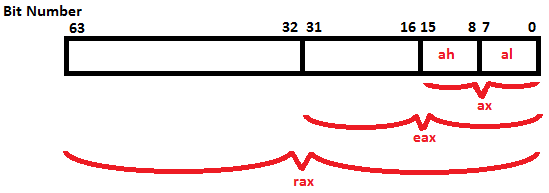 Bit Number
63 32 31 16 15 8 7 0
ah al
ax
eax
rax